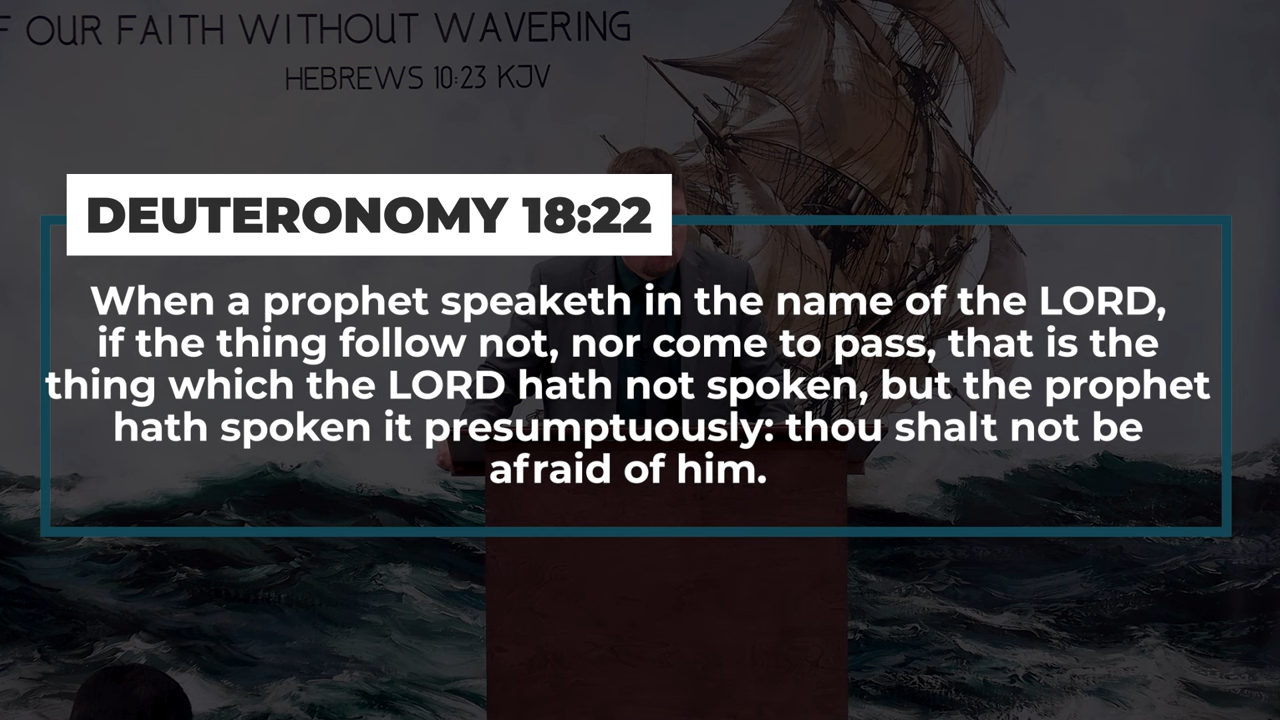 OUR FAITH WITHOUT WAVERING
HEBREWS 10:23 KJV
DEUTERONOMY 18:22
When a prophet speaketh in the name of the LORD,
if the thing follow not, nor come to pass, that is the
thing which the LORD hath not spoken, but the prophet
hath spoken it presumptuously: thou shalt not be
afraid of him.